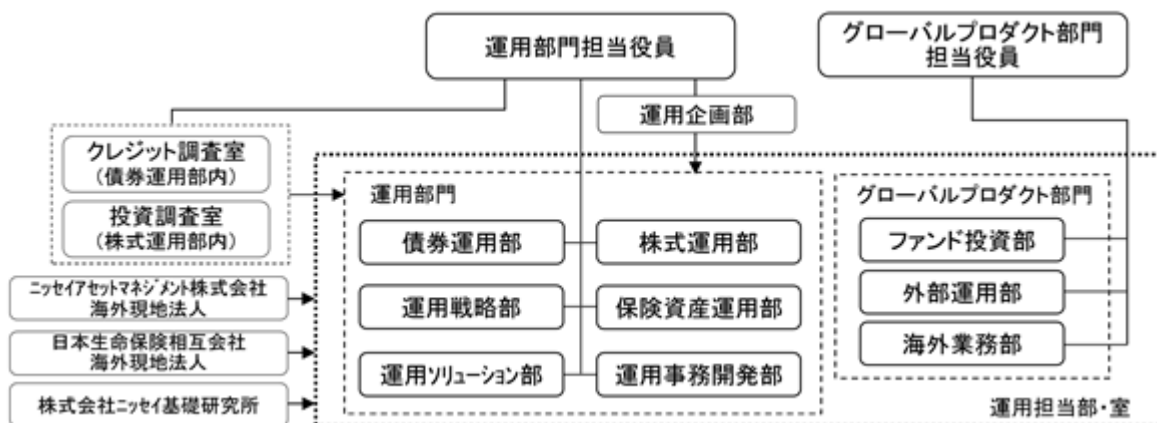 運用部門担当役員
グローバルプロダクト部門
担当役員
運用企画部
クレジット調査室
(債券運用部内)
投資調査室
(株式運用部内)
ニッセイアセットマネジメント株式会社
海外現地法人
日本生命保険相互会社
海外現地法人
株式会社ニッセイ基礎研究所
運用部門
債券運用部
株式運用部
運用戦略部
保険資産運用部
運用ソリューション部
運用事務開発部
グローバルプロダクト部門
ファンド投資部
外部運用部
海外業務部
運用担当部・室